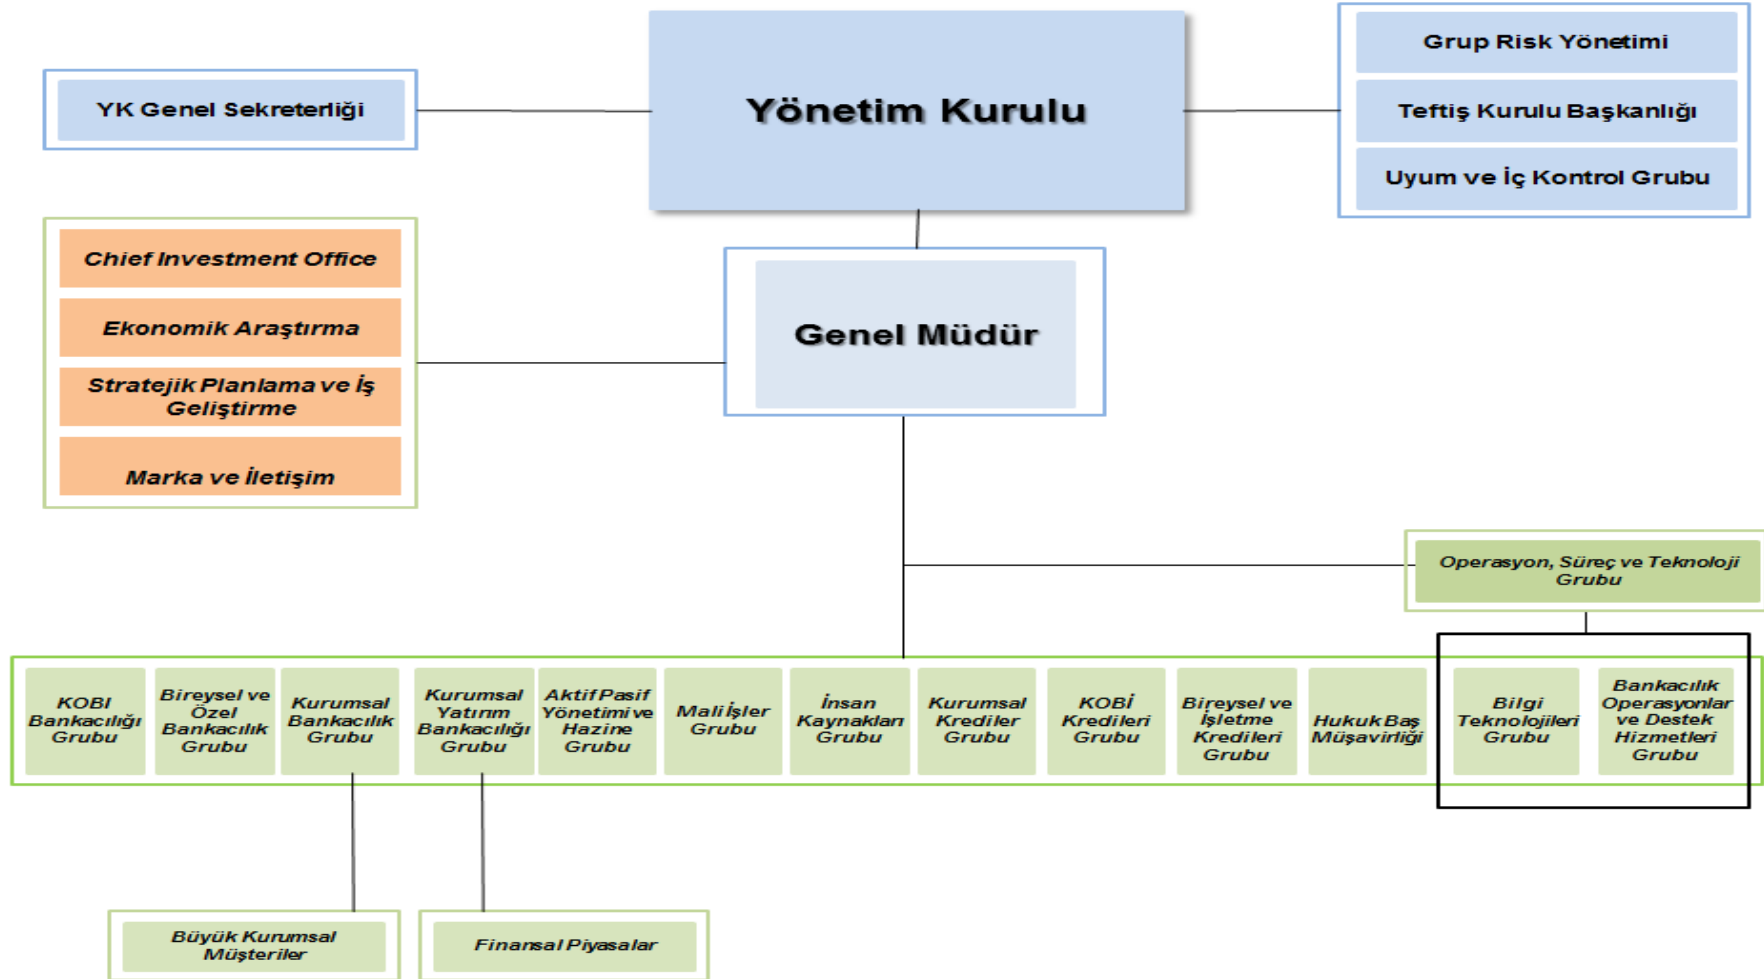 Yönetim Kurulu
YK Genel Sekreterliği
Grup Risk Yönetimi
Teftiş Kurulu Başkanlığı
Uyum ve İç Kontrol Grubu
Chief Investment Office
Ekonomik Araştırma
Stratejik Planlama ve İş
Geliştirme
Marka ve İletişim
Genel Müdür
Operasyon, Süreç ve Teknoloji
Grubu
KOBI
Bankacılığı
Grubu
Bireysel ve
Özel
Bankacılık
Grubu
Kurumsal
Bankacılık
Grubu
Kurumsal
Yatırım
Bankacılığı
Grubu
Aktif Pasif
Yönetimi ve
Hazine
Grubu
Mali İşler
Grubu
İnsan
Kaynakları
Grubu
Kurumsal
Krediler
Grubu
KOBİ
Kredileri
Grubu
Bireysel ve
İşletme
Kredileri
Grubu
Hukuk Baş
Müşavirliği
Bilgi
Teknolojileri
Grubu
Bankacılık
Operasyonlar
ve Destek
Hizmetleri
Grubu
Büyük Kurumsal
Müşteriler
Finansal Piyasalar